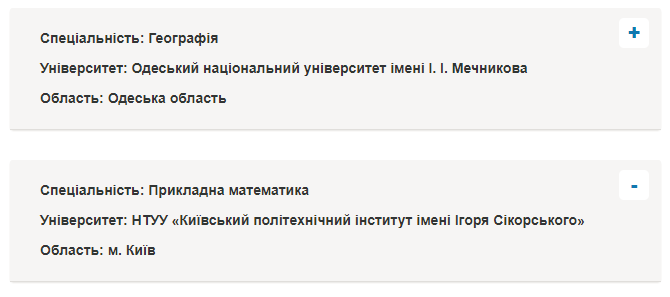 Спеціальність: Географія
+
Університет: Одеський національний університет імені І. І. Мечникова
Область: Одеська область
Спеціальність: Прикладна математика
-
Університет: НТУУ «Київський політехнічний інститут імені Ігоря Сікорського»
Область: м. Київ